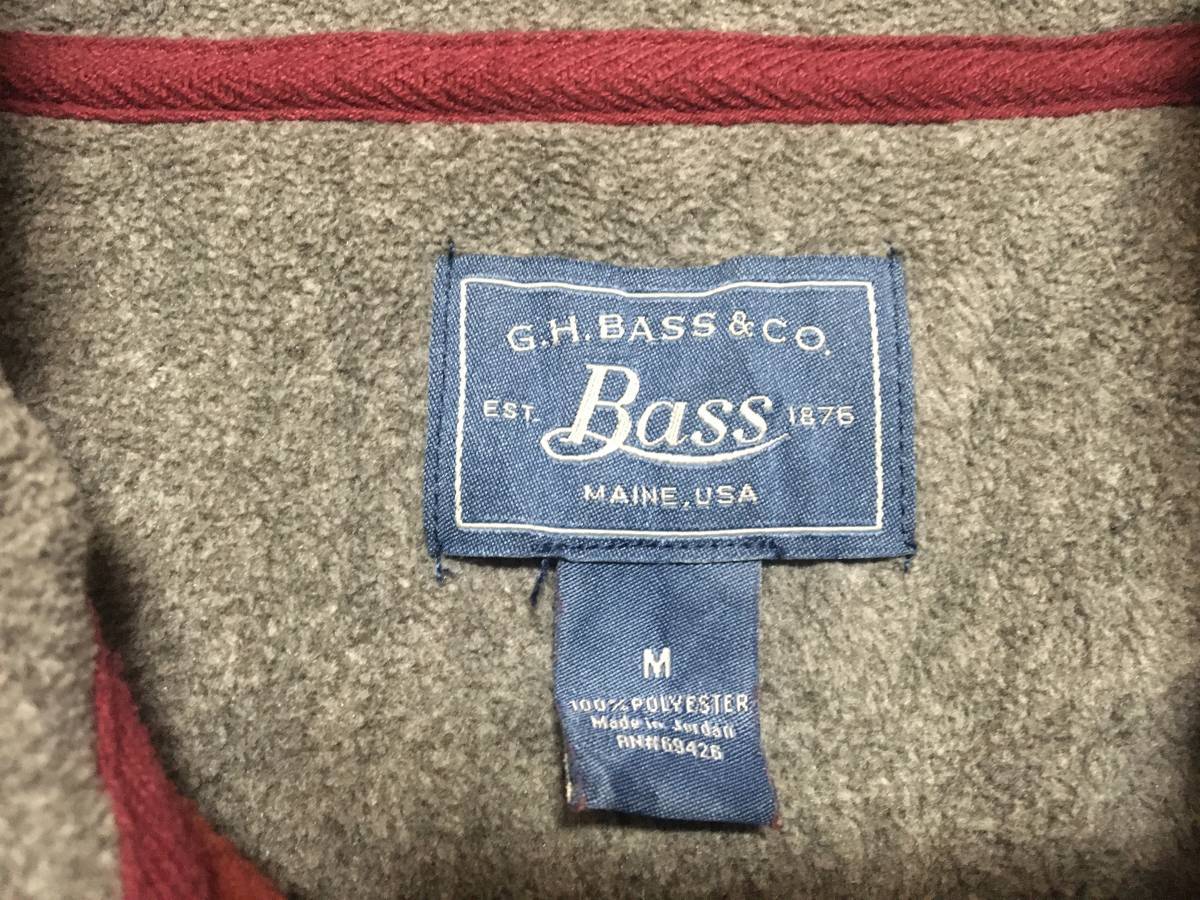 G.H.BASS & CO.
EST. Bass 1876
MAINE, USA
M
100% POLYESTER
Made in Jordan
RN#69426